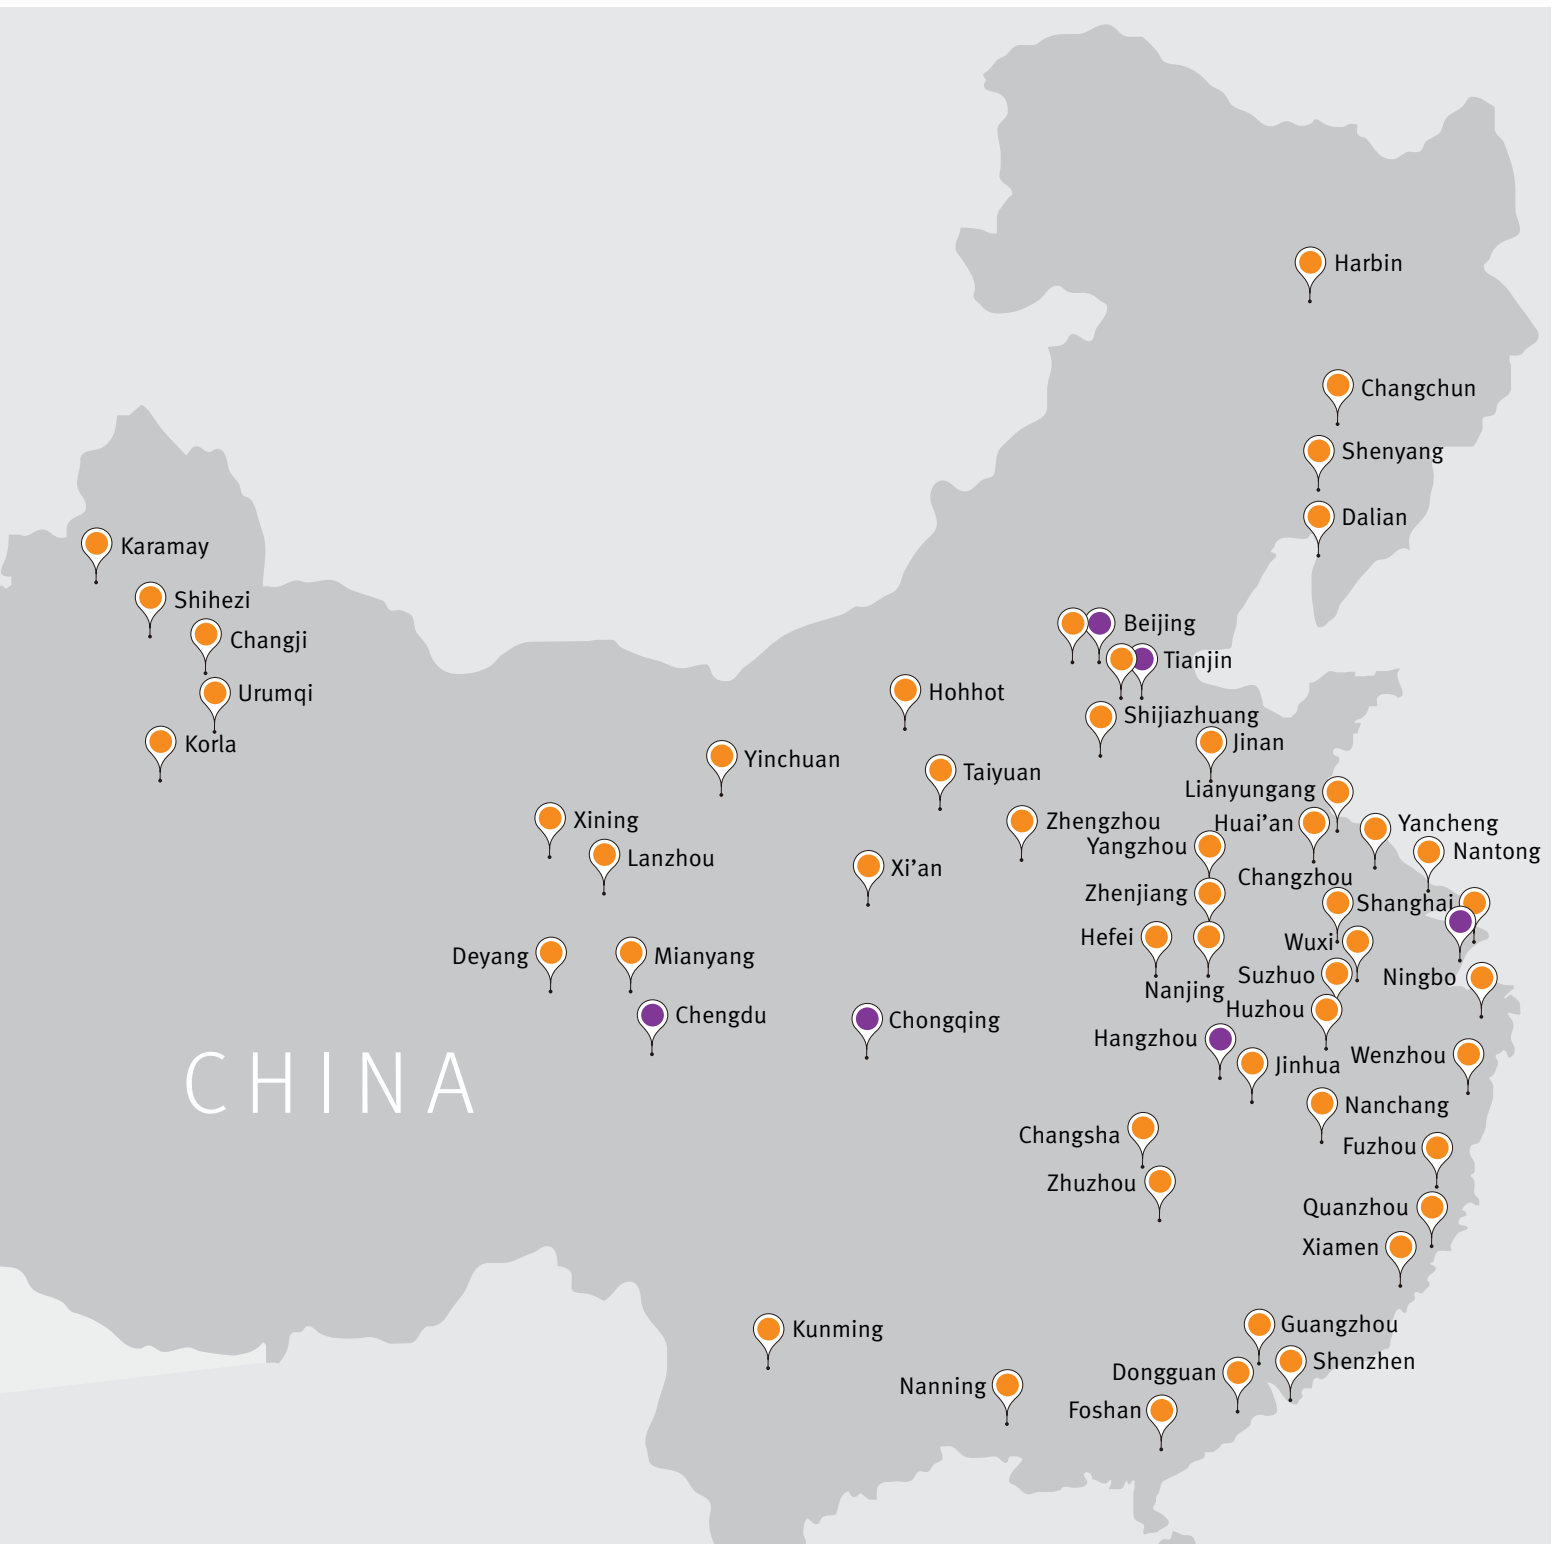 Harbin
Changchun
Shenyang
Dalian
Karamay
Shihezi
Changji
Beijing
Tianjin
Urumqi
Hohhot
Shijiazhuang
Korla
Jinan
Yinchuan
Taiyuan
Lianyungang
Xining
Zhengzhou
Huai’an
Yancheng
Yangzhou
Nantong
Lanzhou
Xi’an
Changzhou
Zhenjiang
Shanghai
Hefei
Wuxi
Deyang
Mianyang
Suzhuo
Ningbo
Nanjing
Huzhou
Chengdu
Chongqing
Hangzhou
Wenzhou
Jinhua
CHINA
Nanchang
Changsha
Fuzhou
Zhuzhou
Quanzhou
Xiamen
Guangzhou
Kunming
Shenzhen
Dongguan
Nanning
Foshan